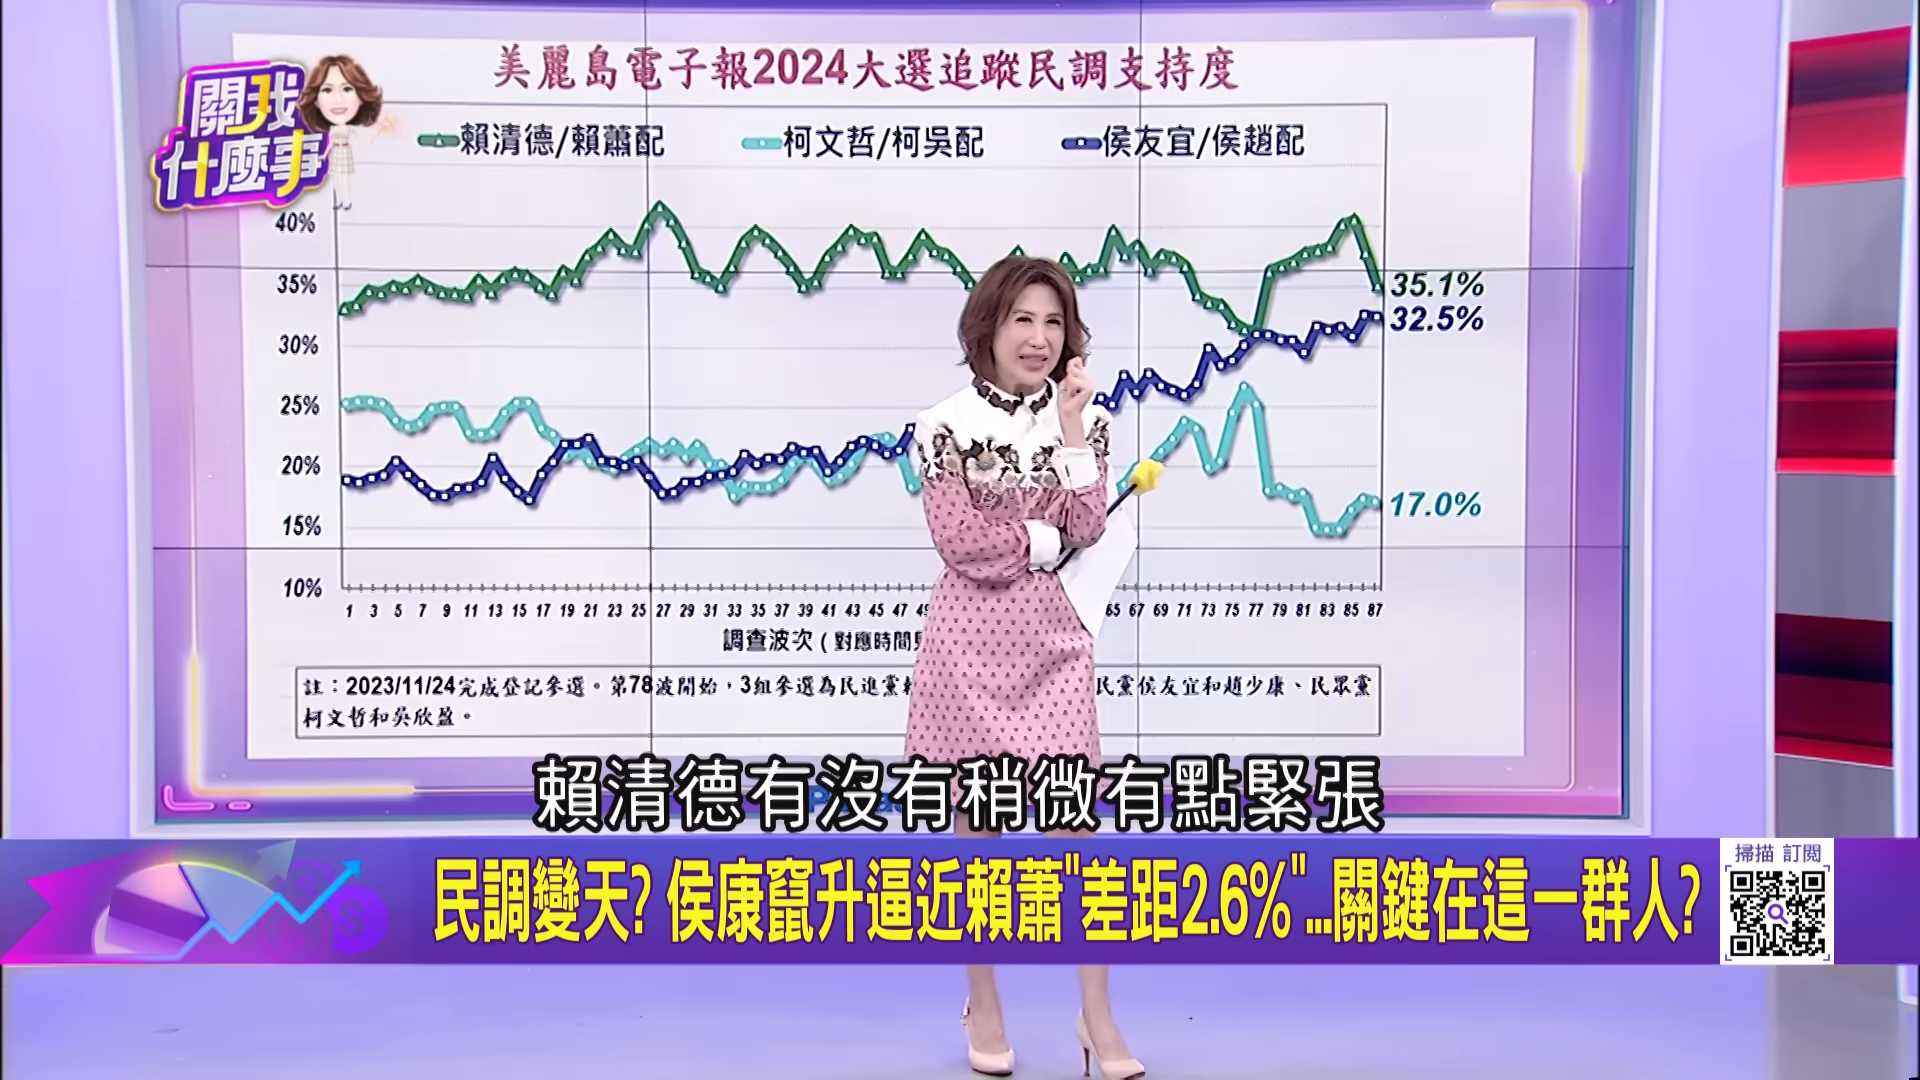 美麗島電子報2024大選追蹤民調支持度
關我
什麼事
賴清德/賴蕭配
柯文哲/柯吳配
侯友宜/侯趙配
40%
35%
30%
25%
20%
15%
10%
35.1%
32.5%
17.0%
1 3 5 7 9 11 13 15 17 19 21 23 25 27 29 31 33 35 37 39 41 43 45 47 65 67 69 71 73 75 77 79 81 83 85 87
調查波次(對應時間
註:2023/11/24完成登記參選。第78波開始,3組參選為民進黨 民黨侯友宜和趙少康、民眾黨
柯文哲和吳欣盈。
賴清德有沒有稍微有點緊張
民調變天?侯康竄升逼近賴蕭"差距2.6%"...關鍵在這一群人?
掃描 訂閱